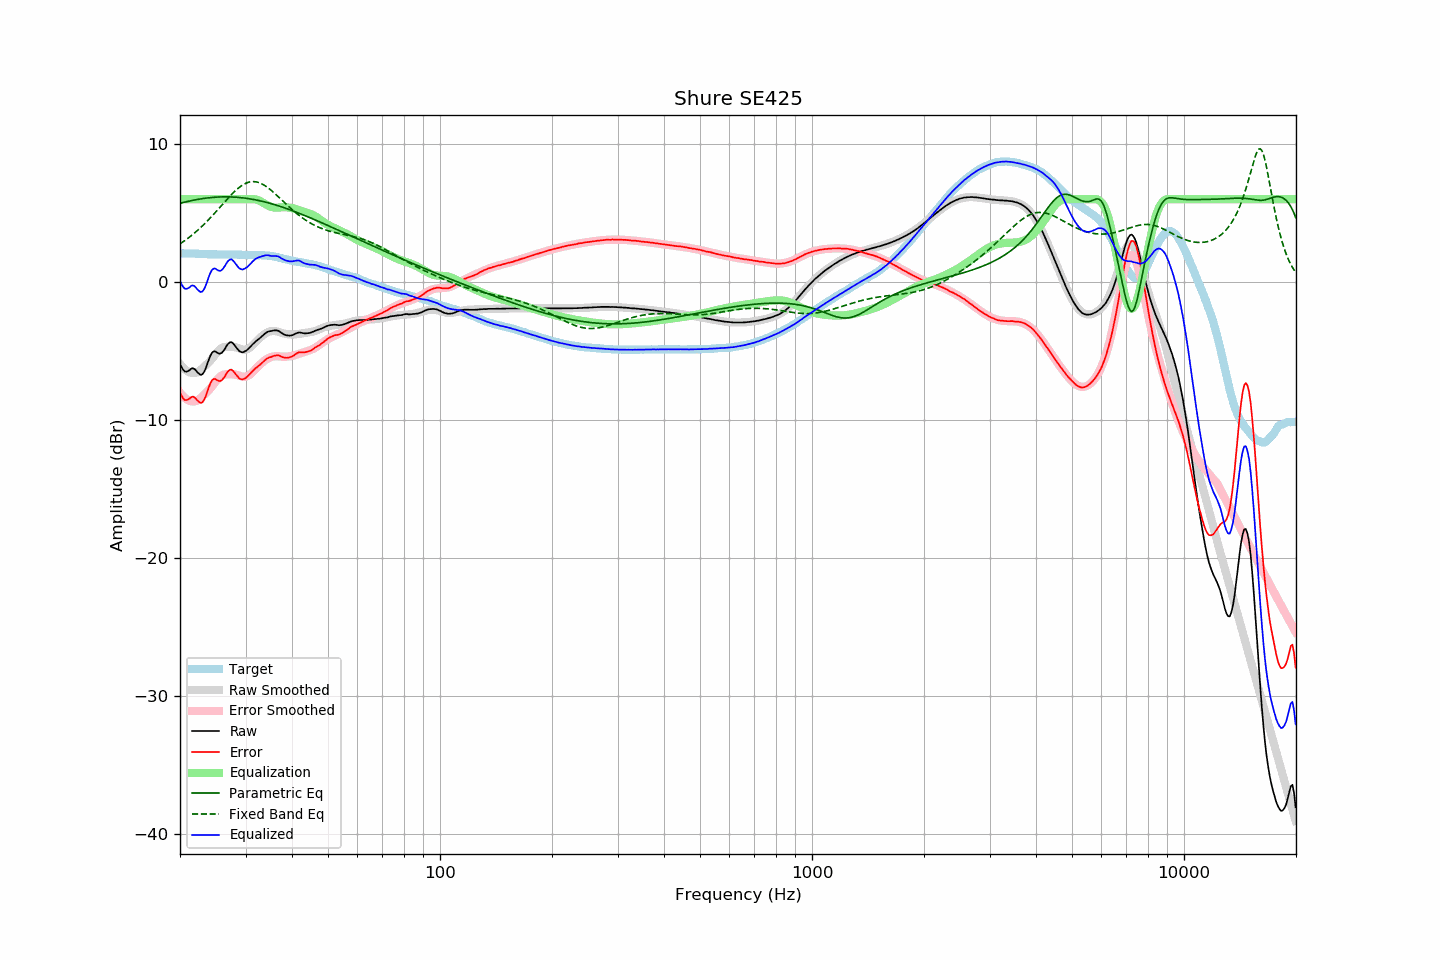 Shure SE425
10
0
−10
−20
−30
−40
Amplitude (dBr)
Target
Raw Smoothed
Error Smoothed
Raw
Error
Equalization
Parametric Eq
Fixed Band Eq
Equalized
100
1000
10000
Frequency (Hz)